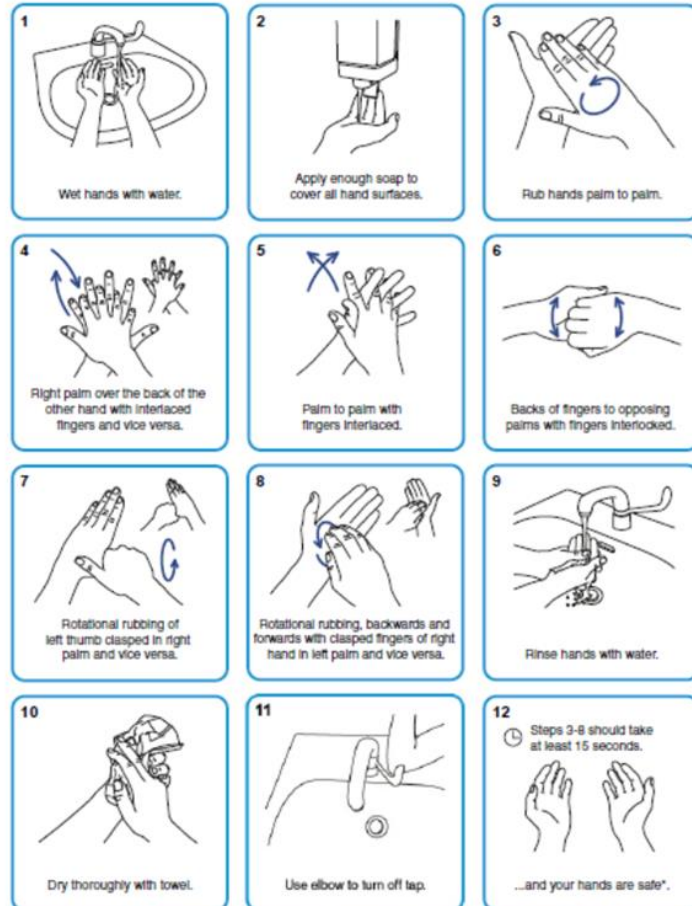 1
Wet hands with water.
2
Apply enough soap to
cover all hand surfaces.
3
Rub hands palm to palm.
4
Right palm over the back of the
other hand with interlaced
fingers and vice versa.
5
Palm to palm with
fingers interlaced.
6
Backs of fingers to opposing
palms with fingers interlocked.
7
Rotational rubbing of
left thumb clasped in right
palm and vice versa.
8
Rotational rubbing, backwards and
forwards with clasped fingers of right
hand in left palm and vice versa.
9
Rinse hands with water.
10
Dry thoroughly with towel.
11
Use elbow to turn off tap.
12
Steps 3-8 should take
at least 15 seconds.
...and your hands are safe*.